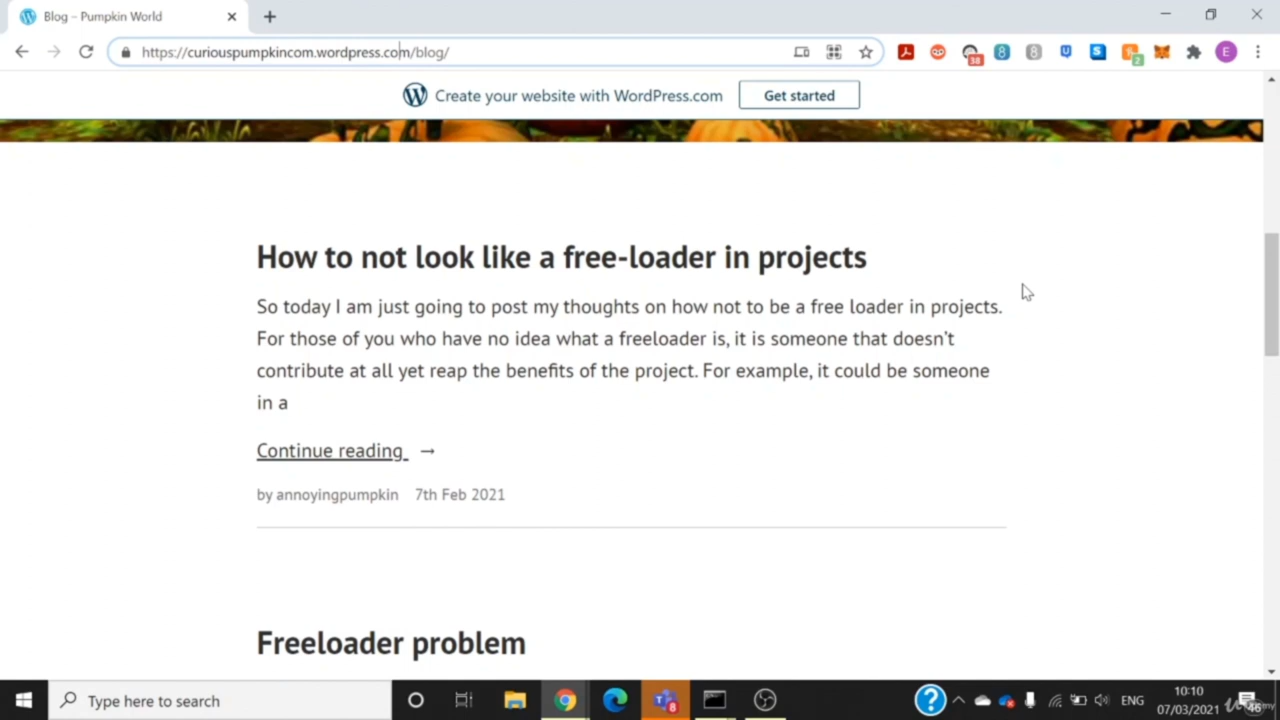 Blog – Pumpkin World
https://curiouspumpkincom.wordpress.com/blog/
38
2
E
Create your website with WordPress.com
Get started
How to not look like a free-loader in projects
So today I am just going to post my thoughts on how not to be a free loader in projects.
For those of you who have no idea what a freeloader is, it is someone that doesn't
contribute at all yet reap the benefits of the project. For example, it could be someone
in a
Continue reading →
by annoyingpumpkin 7th Feb 2021
Freeloader problem
Type here to search
8
ENG
10:10
07/03/2021
46